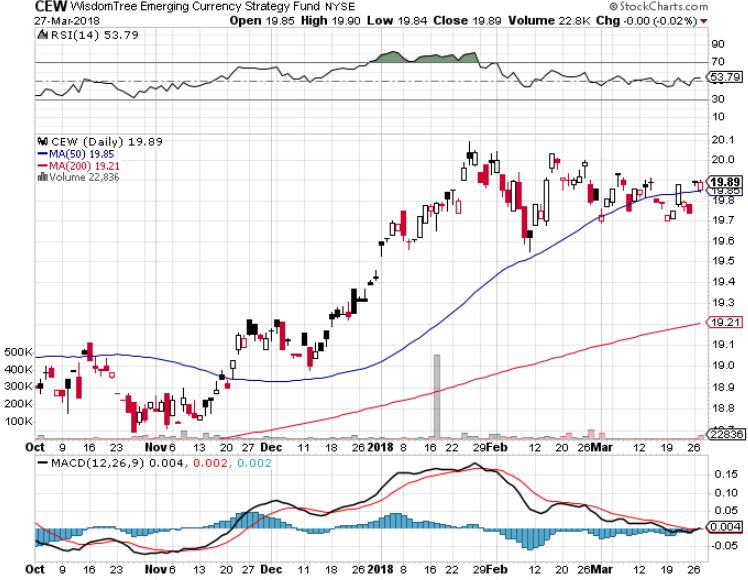 CEW WisdomTree Emerging Currency Strategy Fund NYSE © StockCharts.com
27-Mar-2018 Open 19.85 High 19.90 Low 19.84 Close 19.89 Volume 22.8K Chg -0.00 (-0.02%)
RSI(14) 53.79
90
70
53.79
30
10
CEW (Daily) 19.89
MA(50) 19.85
MA(200) 19.21
Volume 22,836
20.1
20.0
19.89
19.85
19.8
19.7
19.6
19.5
19.4
19.3
19.21
19.1
19.0
18.9
18.8
500K
400K
300K
200K
100K
22836
Oct 9 16 23 Nov 6 13 20 Dec 11 18 26 2018 8 16 22 29 Feb 12 20 26 Mar 12 19 26
MACD(12,26,9) 0.004, 0.002, 0.002
0.15
0.10
0.05
0.004
-0.05
Oct 9 16 23 Nov 6 13 20 Dec 11 18 26 2018 8 16 22 29 Feb 12 20 26 Mar 12 19 26